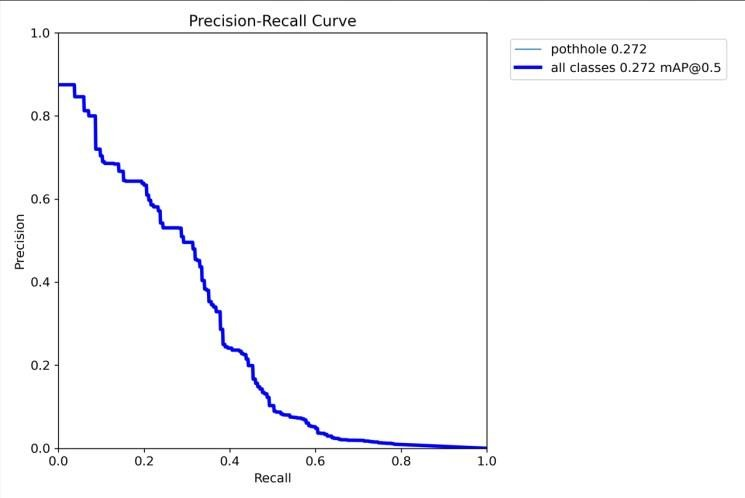 Precision-Recall Curve
pothhole 0.272
all classes 0.272 mAP@0.5
1.0
0.8
0.6
0.4
0.2
0.0
Precision
0.0 0.2 0.4 0.6 0.8 1.0
Recall